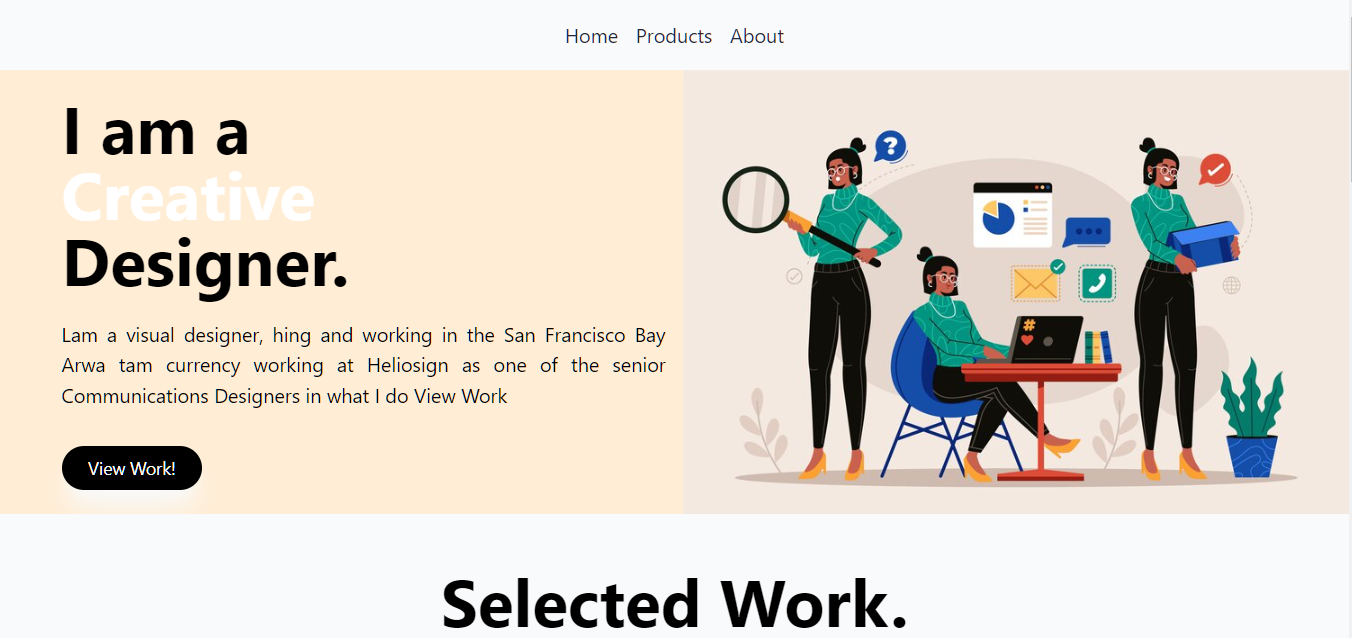 Home Products About
I am a
Creative
Designer.
Lam a visual designer, hing and working in the San Francisco Bay
Arwa tam currency working at Heliosign as one of the senior
Communications Designers in what I do View Work
View Work!
?
#
Selected Work.